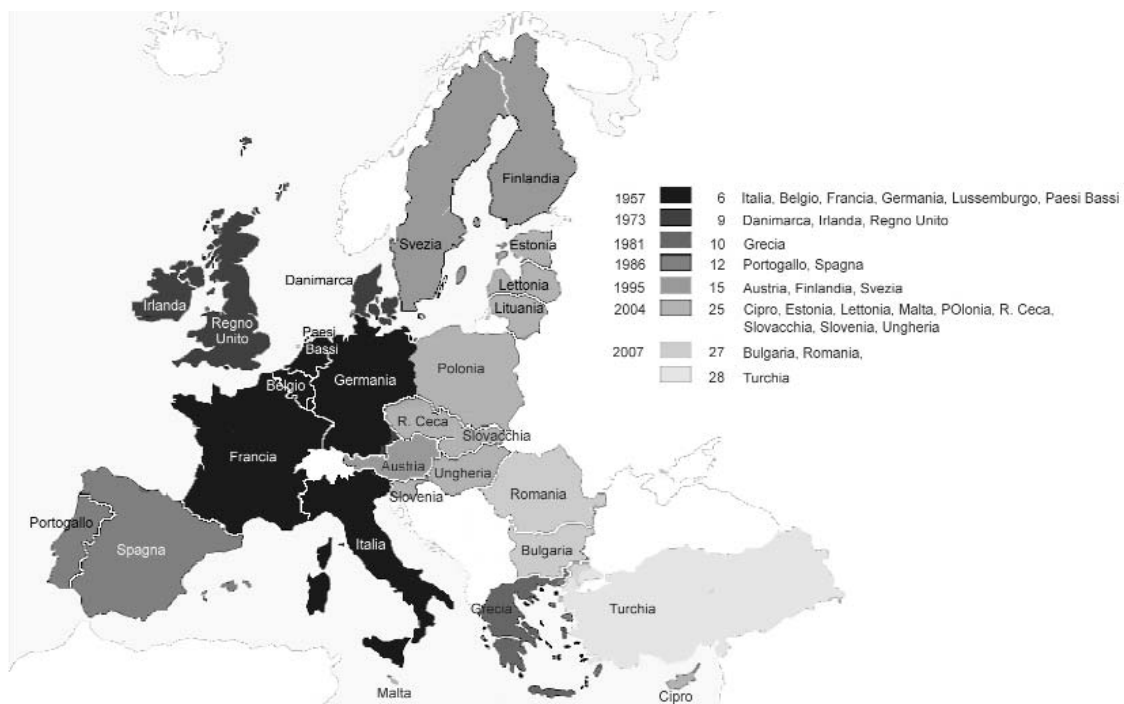 Finlandia
Svezia
Estonia
Lettonia
Lituania
Danimarca
Irlanda
Regno
Unito
Paesi
Bassi
Belgio
Germania
Polonia
R. Ceca
Slovacchia
Francia
Austria
Ungheria
Slovenia
Romania
Portogallo
Spagna
Italia
Bulgaria
Grecia
Turchia
Malta
Cipro
1957 6 Italia, Belgio, Francia, Germania, Lussemburgo, Paesi Bassi
1973 9 Danimarca, Irlanda, Regno Unito
1981 10 Grecia
1986 12 Portogallo, Spagna
1995 15 Austria, Finlandia, Svezia
2004 25 Cipro, Estonia, Lettonia, Malta, POlonia, R. Ceca,
Slovacchia, Slovenia, Ungheria
2007 27 Bulgaria, Romania,
28 Turchia